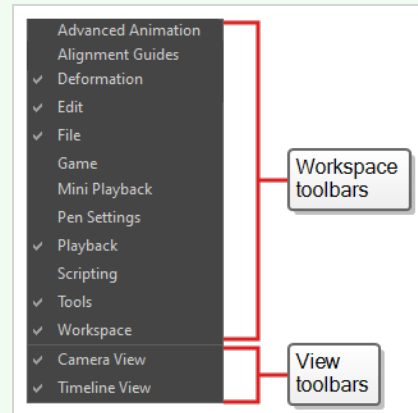 Advanced Animation
Alignment Guides
Deformation
Edit
File
Game
Mini Playback
Pen Settings
Playback
Scripting
Tools
Workspace
Camera View
Timeline View
Workspace
toolbars
View
toolbars